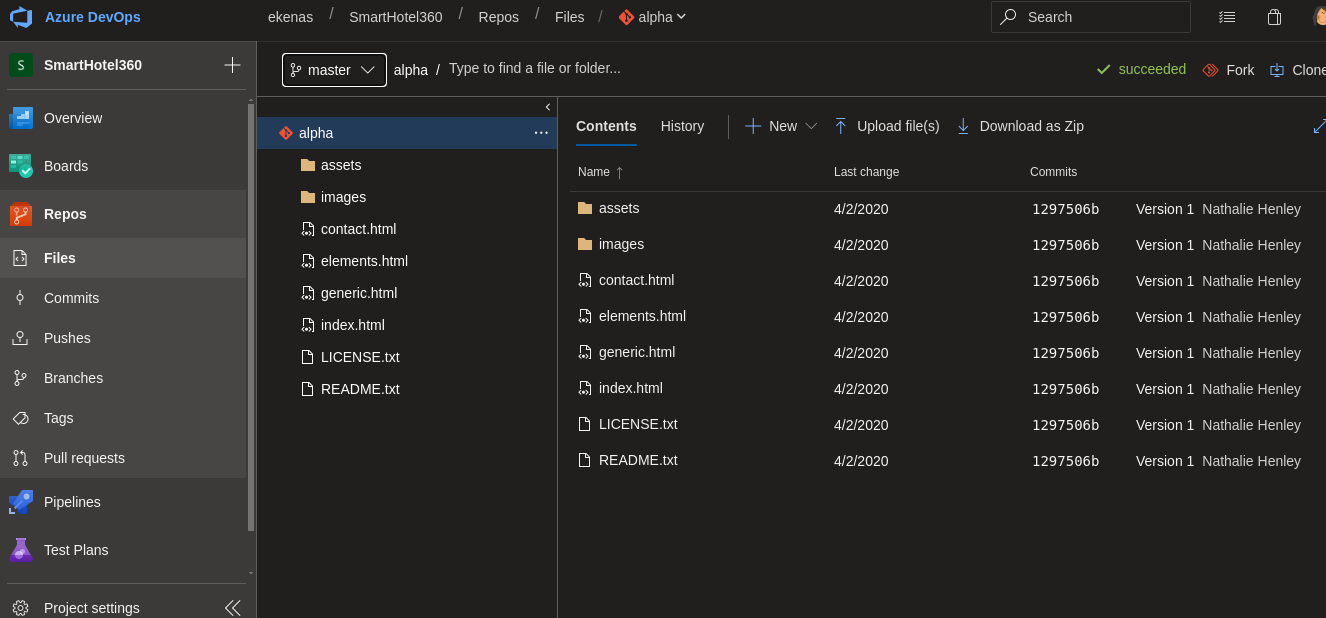 Azure DevOps
ekenas / SmartHotel360 / Repos / Files / alpha
Search
S SmartHotel360
master alpha / Type to find a file or folder...
succeeded Fork Clone
Overview
Boards
Repos
Files
Commits
Pushes
Branches
Tags
Pull requests
Pipelines
Test Plans
Project settings
alpha ...
assets
images
contact.html
elements.html
generic.html
index.html
LICENSE.txt
README.txt
Contents History New Upload file(s) Download as Zip
Name Last change Commits
assets 4/2/2020 1297506b Version 1 Nathalie Henley
images 4/2/2020 1297506b Version 1 Nathalie Henley
contact.html 4/2/2020 1297506b Version 1 Nathalie Henley
elements.html 4/2/2020 1297506b Version 1 Nathalie Henley
generic.html 4/2/2020 1297506b Version 1 Nathalie Henley
index.html 4/2/2020 1297506b Version 1 Nathalie Henley
LICENSE.txt 4/2/2020 1297506b Version 1 Nathalie Henley
README.txt 4/2/2020 1297506b Version 1 Nathalie Henley